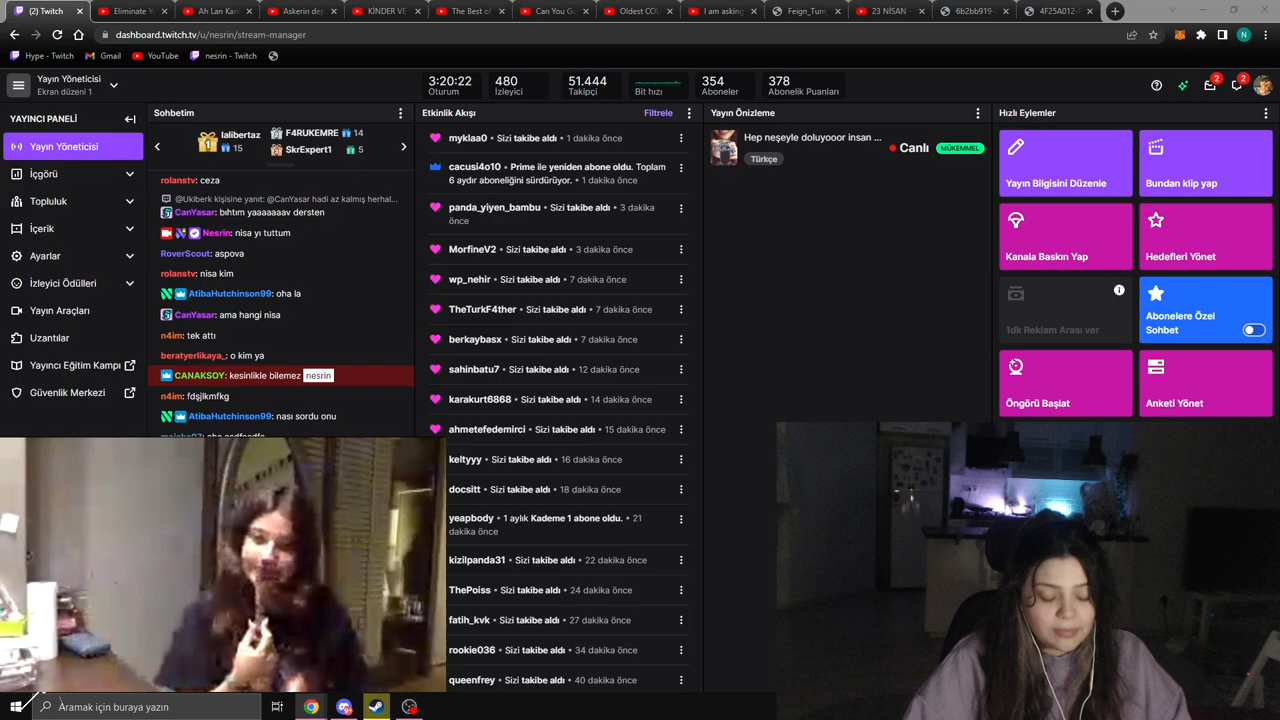 (2) Twitch
Eliminate Y
Ah Lan Kan
Askerin dep
KİNDER VE
The Best of
Can You Gu
Oldest COU
I am asking
Feign_Tum
23 NİSAN -
6b2bb919-
4F25A012-F
dashboard.twitch.tv/u/nesrin/stream-manager
Hype - Twitch
Gmail
YouTube
nesrin - Twitch
Yayın Yöneticisi
Ekran düzeni 1
3:20:22
Oturum
480
İzleyici
51.444
Takipçi
Bit hızı
354
Aboneler
378
Abonelik Puanları
2
2
N
YAYINCI PANELİ
Yayın Yöneticisi
İçgörü
Topluluk
İçerik
Ayarlar
İzleyici Ödülleri
Yayın Araçları
Uzantılar
Yayıncı Eğitim Kampı
Güvenlik Merkezi
Sohbetim
1
lalibertaz
15
F4RUKEMRE 14
SkrExpert1 5
rolanstv: ceza
@Ukiberk kişisine yanıt: @CanYasar hadi az kalmış herhal...
CanYasar: bıhtım yaaaaaaav dersten
Nesrin: nisa yı tuttum
RoverScout: aspova
rolanstv: nisa kim
AtibaHutchinson99: oha la
CanYasar: ama hangi nisa
n4im: tek attı
beratyerlikaya_: o kim ya
CANAKSOY: kesinlikle bilemez nesrin
n4im: fdşjlkmfkg
AtibaHutchinson99: nası sordu onu
Etkinlik Akışı
Filtrele
myklaa0 • Sizi takibe aldı • 1 dakika önce
cacusi4o10 • Prime ile yeniden abone oldu. Toplam
6 aydır aboneliğini sürdürüyor. • 1 dakika önce
panda_yiyen_bambu • Sizi takibe aldı • 3 dakika
önce
MorfineV2 • Sizi takibe aldı • 3 dakika önce
wp_nehir • Sizi takibe aldı • 7 dakika önce
TheTurkF4ther • Sizi takibe aldı • 7 dakika önce
berkaybasx • Sizi takibe aldı • 7 dakika önce
sahinbatu7 • Sizi takibe aldı • 12 dakika önce
karakurt6868 • Sizi takibe aldı • 14 dakika önce
ahmetefedemirci • Sizi takibe aldı • 15 dakika önce
keltyyy • Sizi takibe aldı • 16 dakika önce
docsitt • Sizi takibe aldı • 18 dakika önce
yeapbody • 1 aylık Kademe 1 abone oldu. • 21
dakika önce
kizilpanda31 • Sizi takibe aldı • 22 dakika önce
ThePoiss • Sizi takibe aldı • 24 dakika önce
fatih_kvk • Sizi takibe aldı • 27 dakika önce
rookie036 • Sizi takibe aldı • 34 dakika önce
queenfrey • Sizi takibe aldı • 40 dakika önce
Yayın Önizleme
Hep neşeyle doluyooor insan ...
Türkçe
Canlı
MÜKEMMEL
Hızlı Eylemler
Yayın Bilgisini Düzenle
Bundan klip yap
Kanala Baskın Yap
Hedefleri Yönet
1dk Reklam Arası ver
Abonelere Özel
Sohbet
Öngörü Başlat
Anketi Yönet
Aramak için buraya yazın